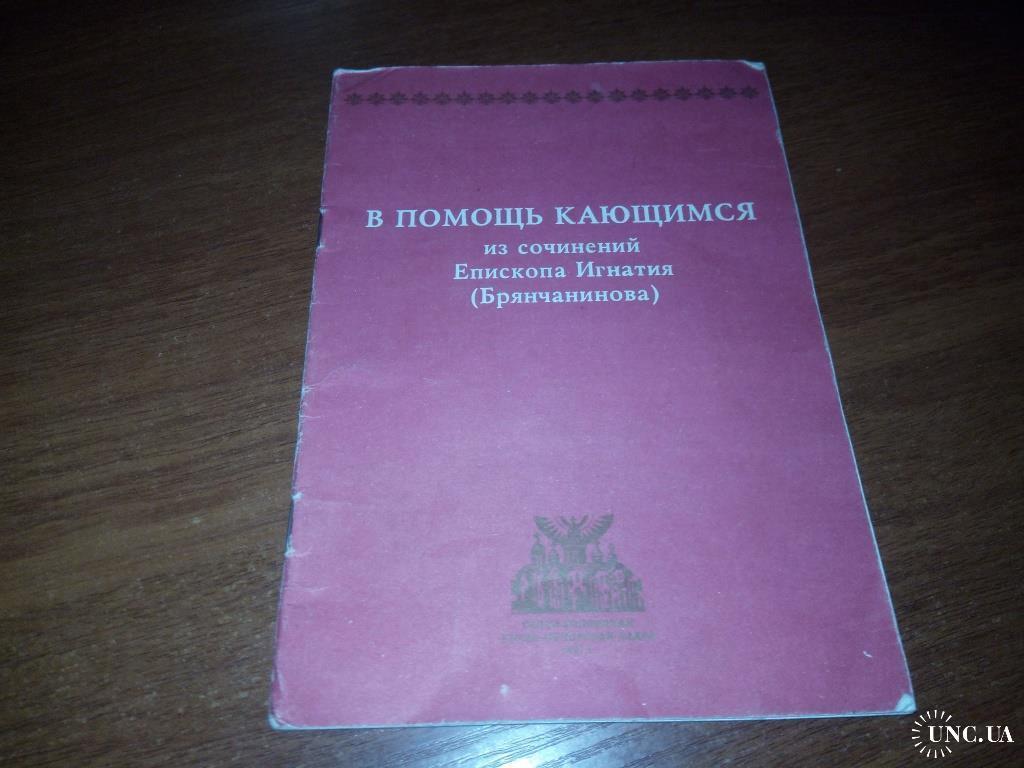 В ПОМОЩЬ КАЮЩИМСЯ
из сочинений
Епископа Игнатия
(Брянчанинова)
UNC.UA